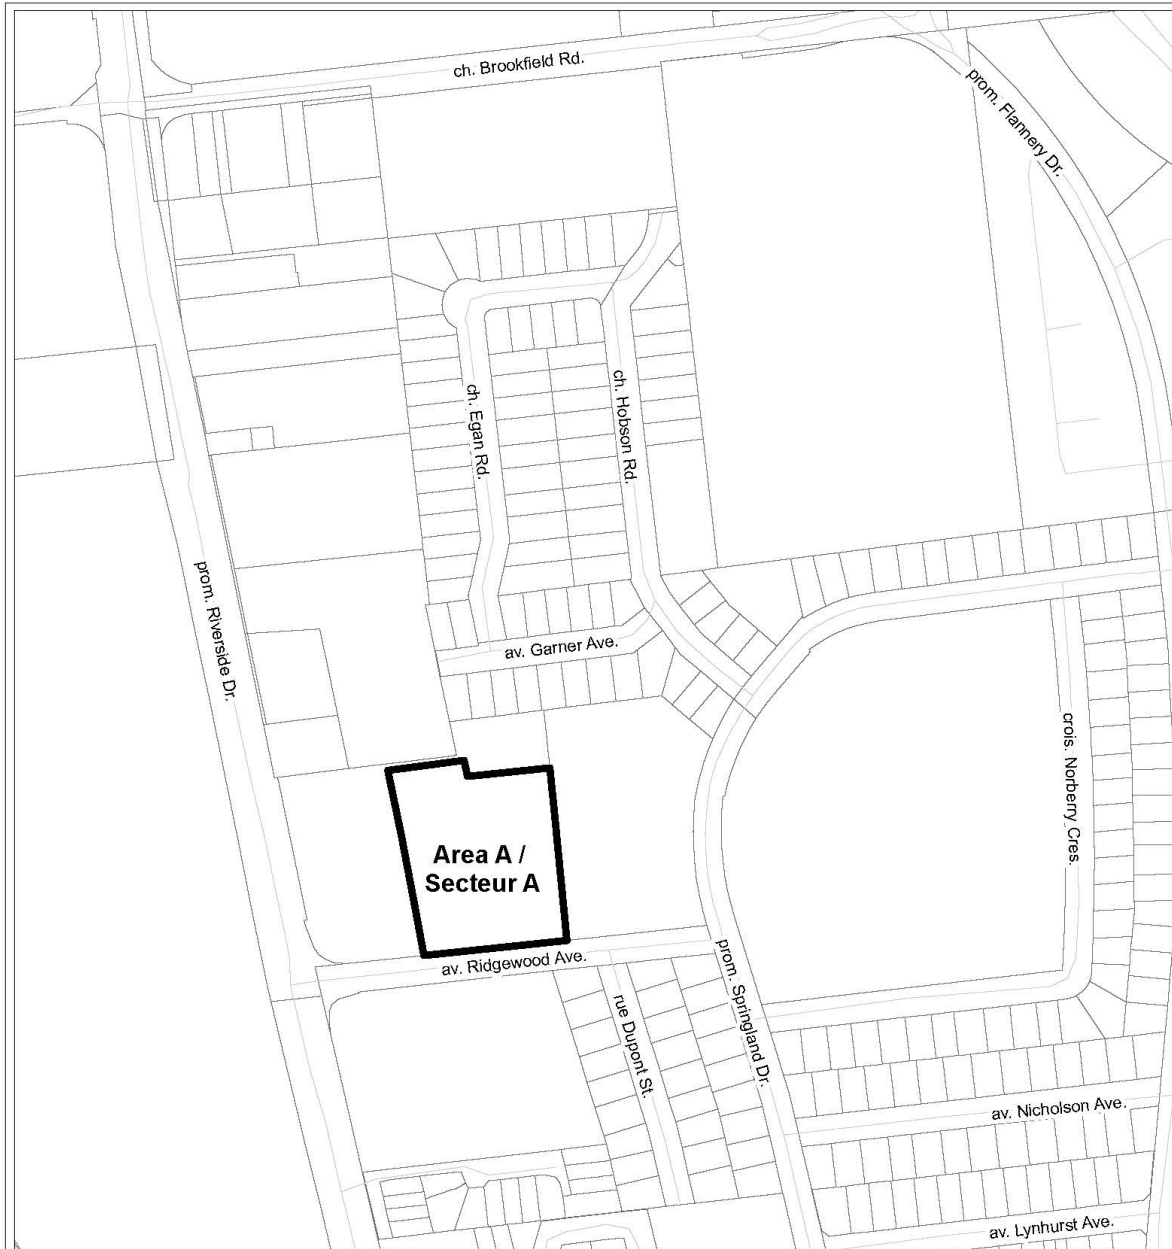 ch. Brookfield Rd.
prom. Flannery Dr.
ch. Egan Rd.
ch. Hobson Rd.
prom. Riverside Dr.
av. Garner Ave.
crois. Norberry Cres.
Area A /
Secteur A
av. Ridgewood Ave.
prom. Springland Dr.
rue Dupont St.
av. Nicholson Ave.
av. Lynhurst Ave.